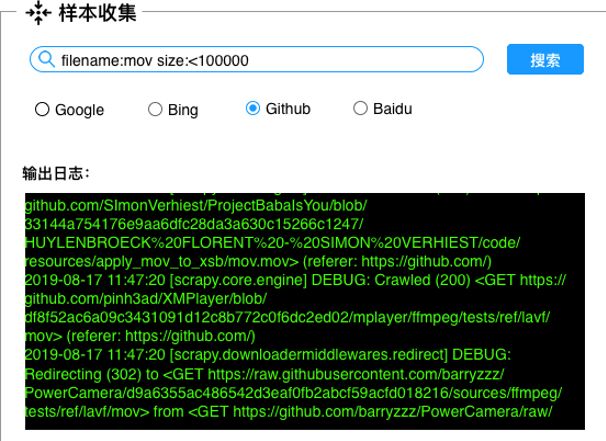 样本收集
filename:mov size:<100000
搜索
Google Bing Github Baidu
输出日志：
github.com/SImonVerhiest/ProjectBabaIsYou/blob/
33144a754176e9aa6dfc28da3a630c15266c1247/
HUYLENBROECK%20FLORENT%20-%20SIMON%20VERHIEST/code/
resources/apply_mov_to_xsb/mov.mov> (referer: https://github.com/)
2019-08-17 11:47:20 [scrapy.core.engine] DEBUG: Crawled (200) <GET https://
github.com/pinh3ad/XMPlayer/blob/
df8f52ac6a09c3431091d12c8b772c0f6dc2ed02/mplayer/ffmpeg/tests/ref/lavf/
mov> (referer: https://github.com/)
2019-08-17 11:47:20 [scrapy.downloadermiddlewares.redirect] DEBUG:
Redirecting (302) to <GET https://raw.githubusercontent.com/barryzzz/
PowerCamera/d9a6355ac486542d3eaf0fb2abcf59acfd018216/sources/ffmpeg/
tests/ref/lavf/mov> from <GET https://github.com/barryzzz/PowerCamera/raw/